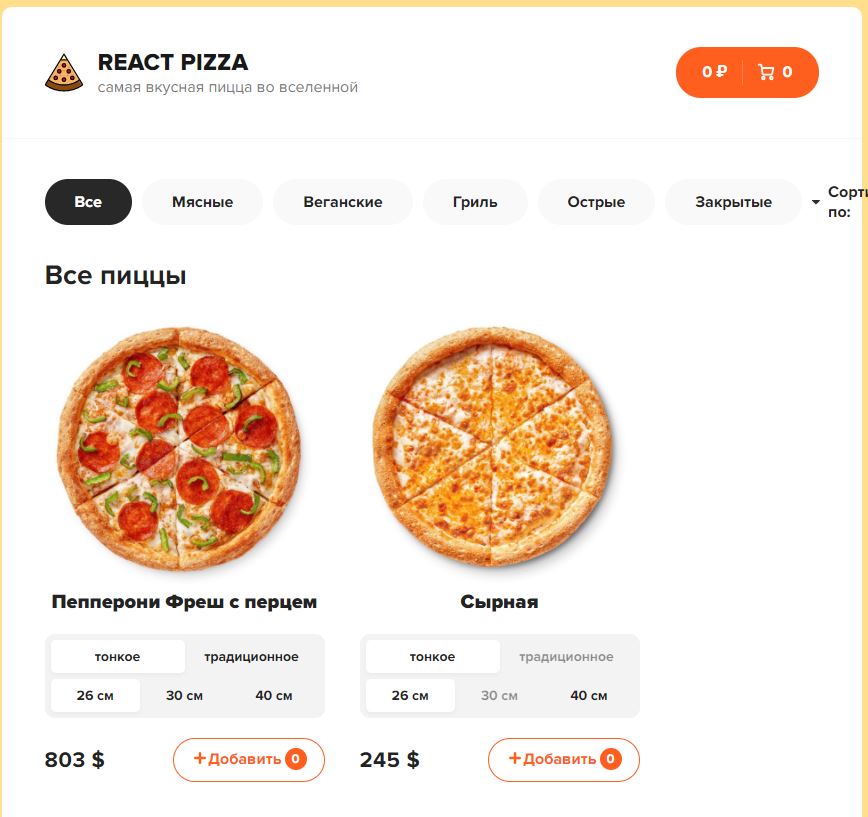 REACT PIZZA
самая вкусная пицца во вселенной
0 ₽ 0
Все Мясные Веганские Гриль Острые Закрытые
по:
Все пиццы
Пепперони Фреш с перцем Сырная
тонкое традиционное тонкое традиционное
26 см 30 см 40 см 26 см 30 см 40 см
803 $ +Добавить 0 245 $ +Добавить 0